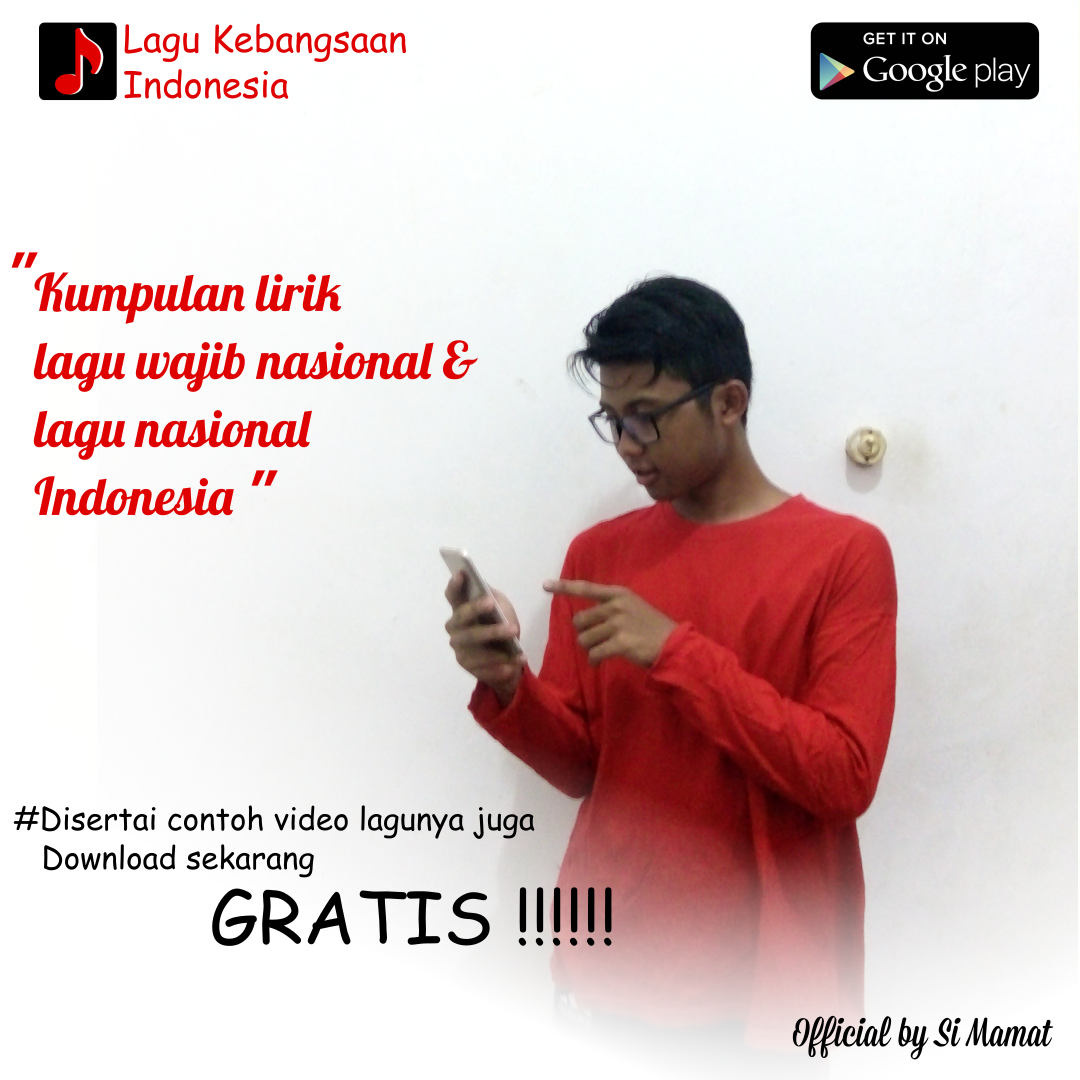 Lagu Kebangsaan
Indonesia
GET IT ON
Google play
"Kumpulan lirik
lagu wajib nasional &
lagu nasional
Indonesia"
#Disertai contoh video lagunya juga
Download sekarang
GRATIS !!!!!!
Official by Si Mamat